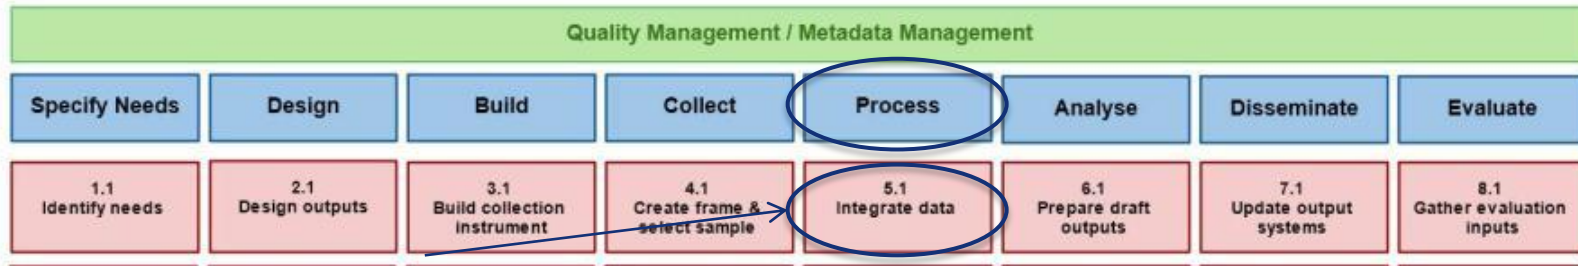 Quality Management / Metadata Management
Specify Needs
Design
Build
Collect
Process
Analyse
Disseminate
Evaluate
1.1
Identify needs
2.1
Design outputs
3.1
Build collection
instrument
4.1
Create frame &
select sample
5.1
Integrate data
6.1
Prepare draft
outputs
7.1
Update output
systems
8.1
Gather evaluation
inputs